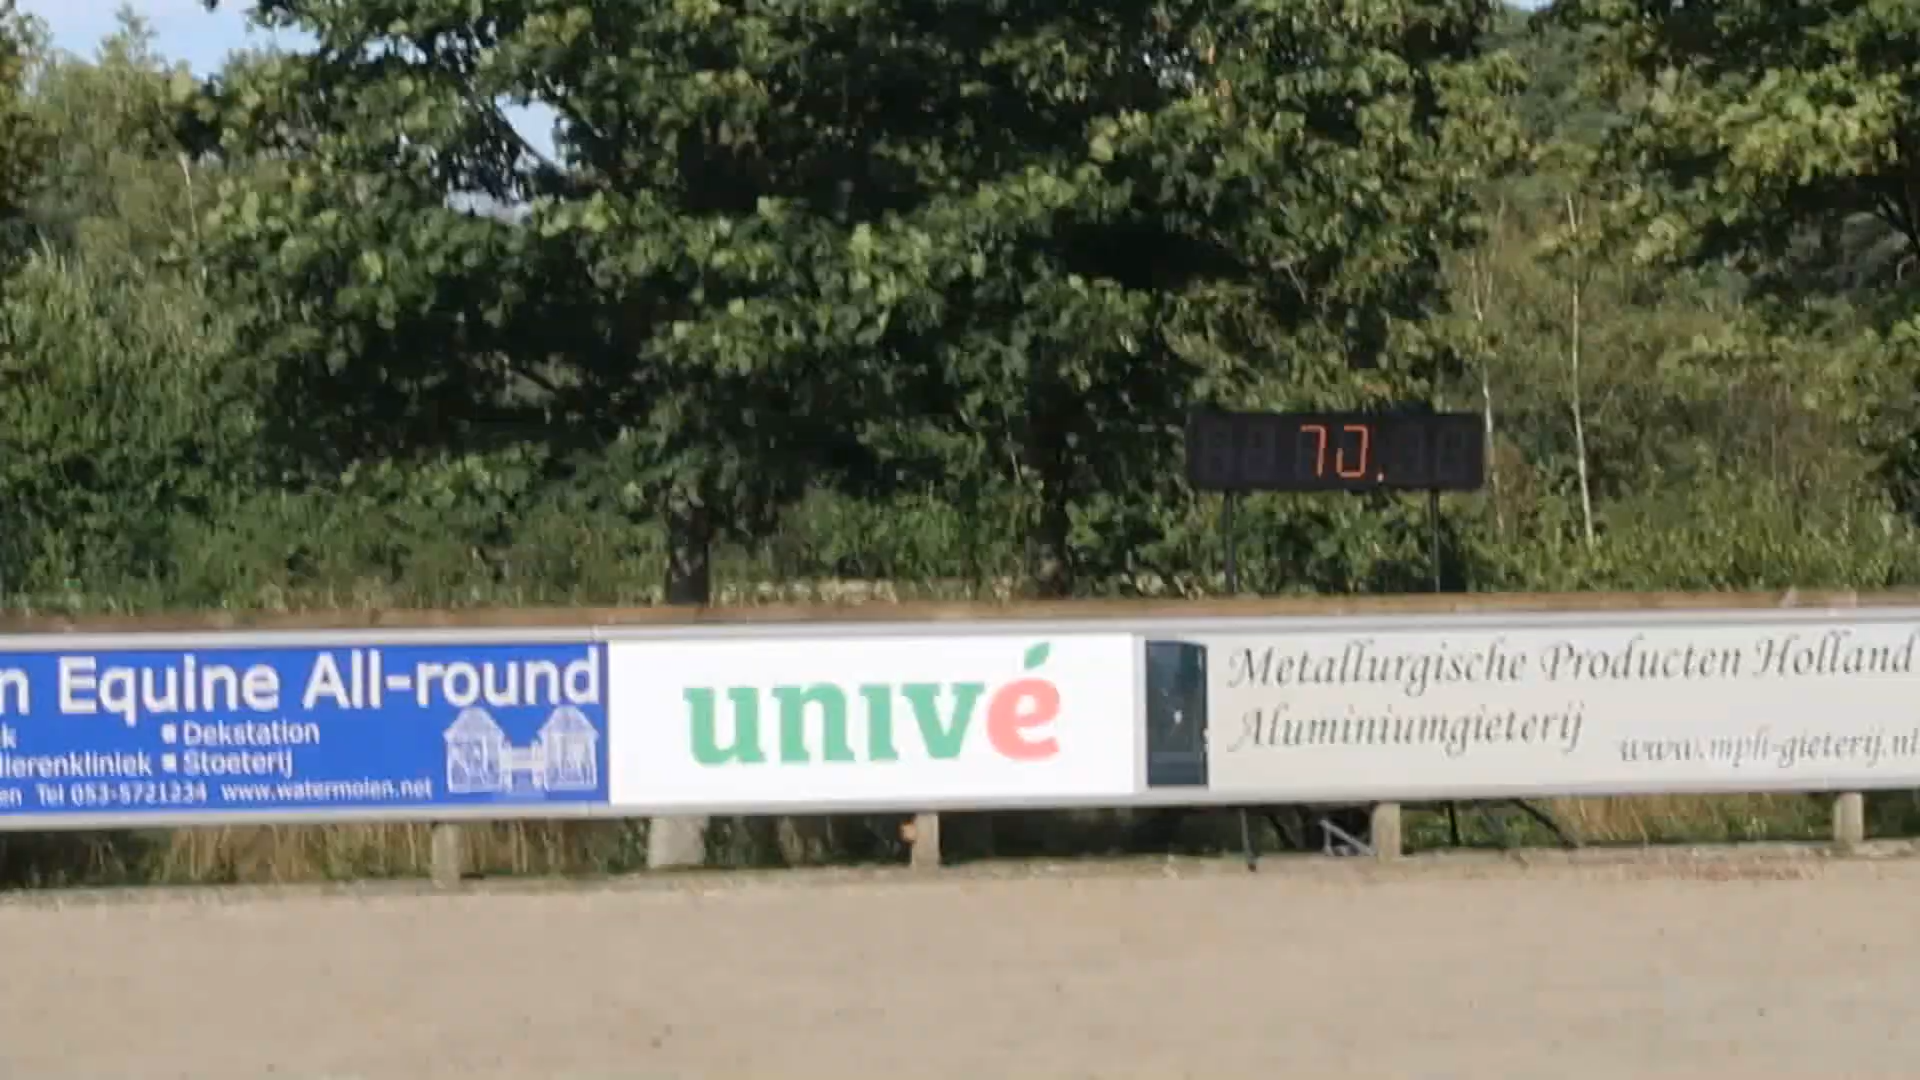 70.
n Equine All-round
k ▪ Dekstation
dierenkliniek ▪ Stoeterij
en Tel 053-5721234 www.watermolen.net
univé
Metallurgische Producten Holland
Aluminiumgieterij
www.mph-gieterij.nl